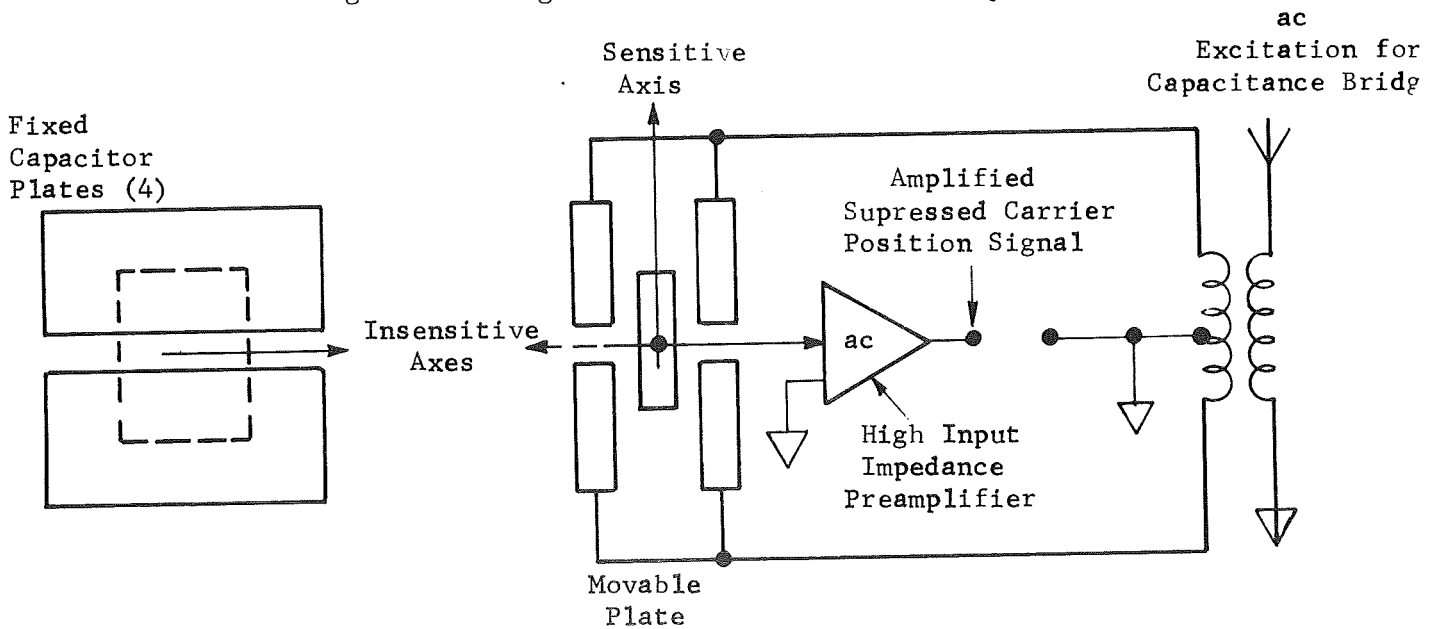 Sensitive
Axis
ac
Excitation for
Capacitance Bridg
Fixed
Capacitor
Plates (4)
Amplified
Supressed Carrier
Position Signal
Insensitive
Axes
ac
High Input
Impedance
Preamplifier
Movable
Plate